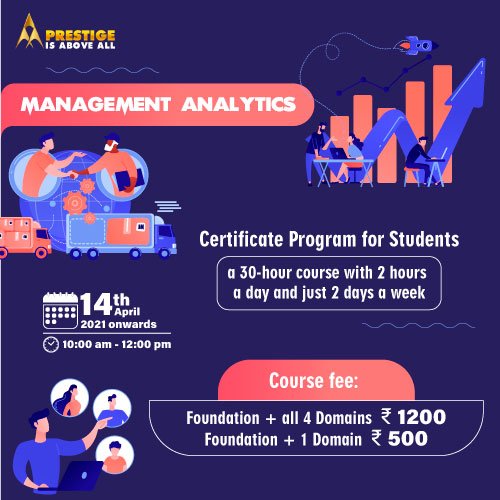 PRESTIGE
IS ABOVE ALL
MANAGEMENT ANALYTICS
Certificate Program for Students
a 30-hour course with 2 hours
a day and just 2 days a week
14th
April
2021 onwards
10:00 am - 12:00 pm
Course fee:
Foundation + all 4 Domains ₹ 1200
Foundation + 1 Domain ₹ 500